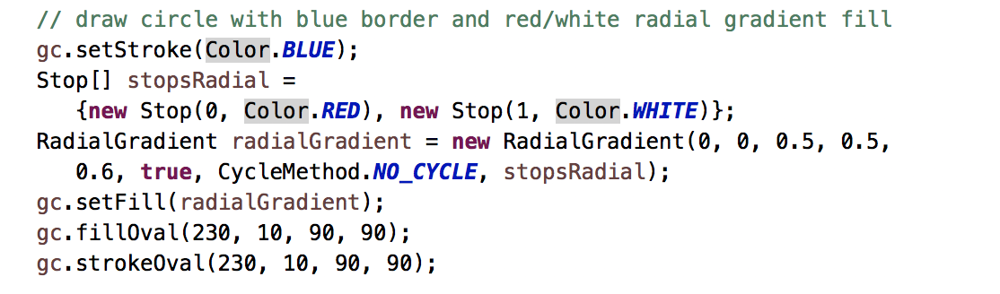 // draw circle with blue border and red/white radial gradient fill
gc.setStroke(Color.BLUE);
Stop[] stopsRadial =
   {new Stop(0, Color.RED), new Stop(1, Color.WHITE)};
RadialGradient radialGradient = new RadialGradient(0, 0, 0.5, 0.5,
   0.6, true, CycleMethod.NO_CYCLE, stopsRadial);
gc.setFill(radialGradient);
gc.fillOval(230, 10, 90, 90);
gc.strokeOval(230, 10, 90, 90);